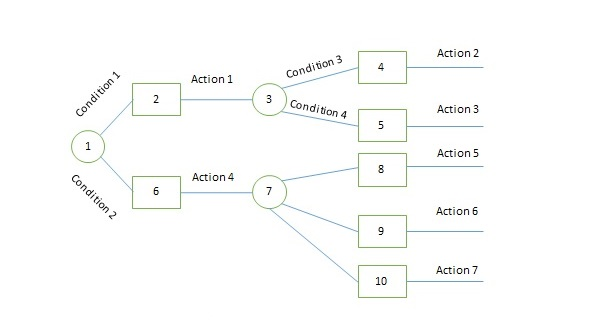 Condition 1
Condition 2
1
2
Action 1
3
Condition 3
Condition 4
4
Action 2
5
Action 3
6
Action 4
7
8
Action 5
9
Action 6
10
Action 7